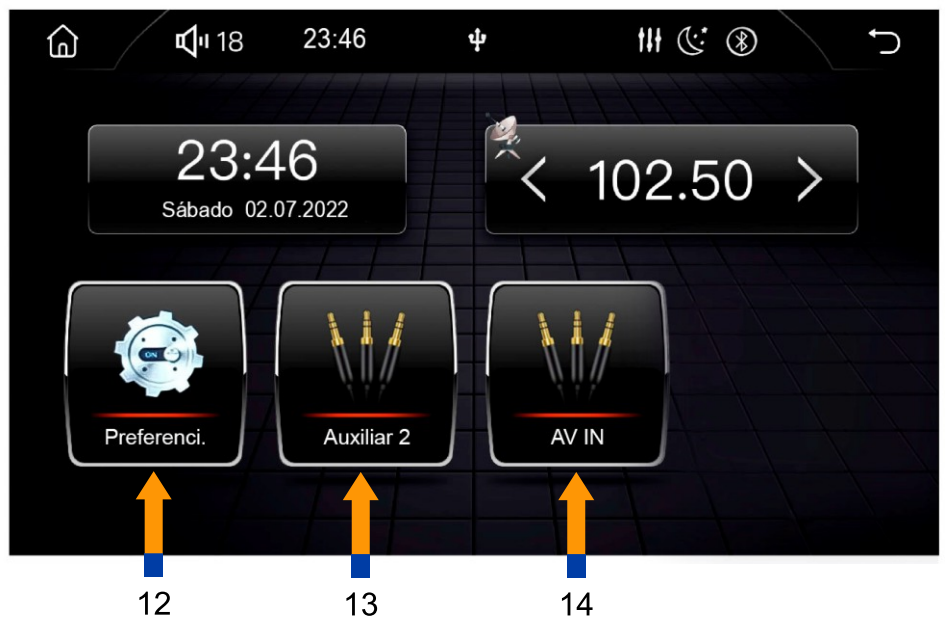 18 23:46
23:46
Sábado 02.07.2022
102.50
ON
Preferenci.
Auxiliar 2
AV IN
12 13 14